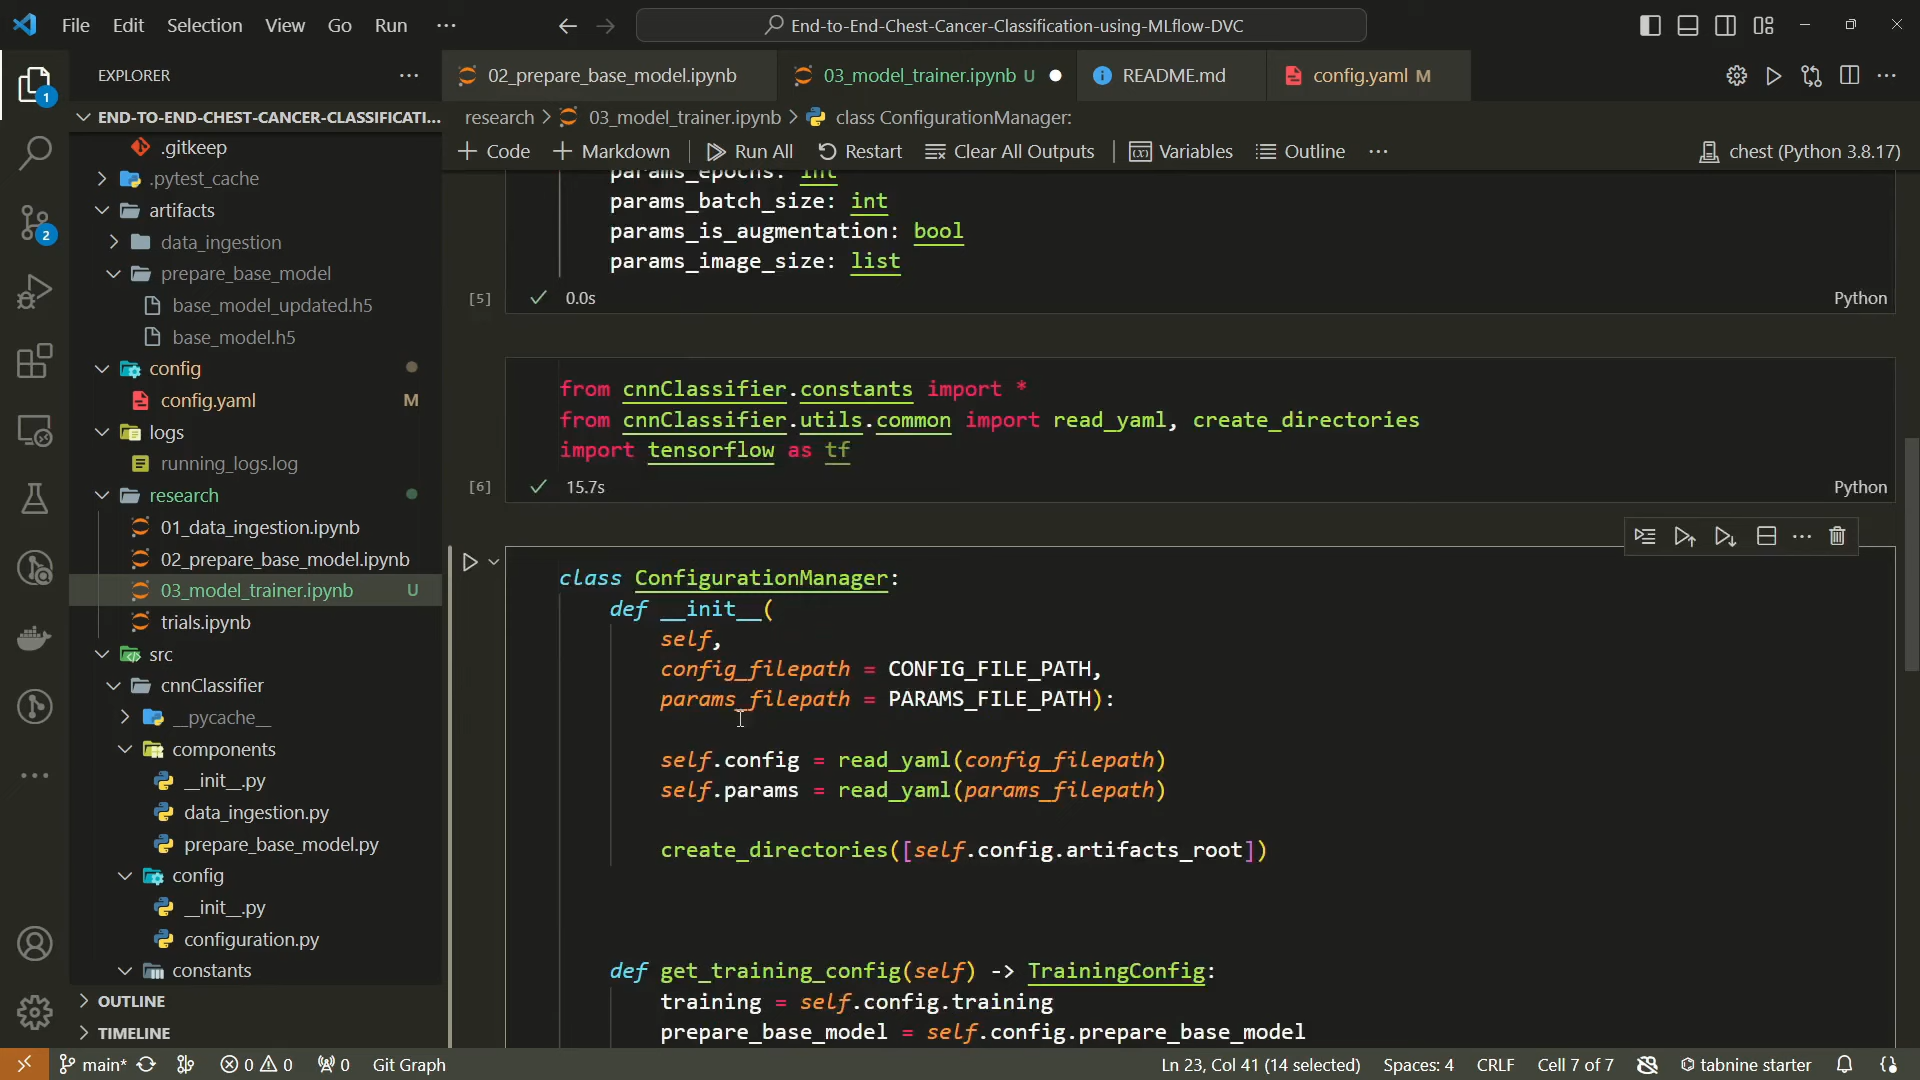 File Edit Selection View Go Run ···
End-to-End-Chest-Cancer-Classification-using-MLflow-DVC
EXPLORER
END-TO-END-CHEST-CANCER-CLASSIFICATI...
.gitkeep
.pytest_cache
artifacts
data_ingestion
prepare_base_model
base_model_updated.h5
base_model.h5
config
config.yaml M
logs
running_logs.log
research
01_data_ingestion.ipynb
02_prepare_base_model.ipynb
03_model_trainer.ipynb U
trials.ipynb
src
cnnClassifier
__pycache__
components
__init__.py
data_ingestion.py
prepare_base_model.py
config
__init__.py
configuration.py
constants
OUTLINE
TIMELINE
1
2
02_prepare_base_model.ipynb 03_model_trainer.ipynb U README.md config.yaml M
research > 03_model_trainer.ipynb > class ConfigurationManager:
+ Code + Markdown Run All Restart Clear All Outputs Variables Outline ··· chest (Python 3.8.17)
params_epochs: int
params_batch_size: int
params_is_augmentation: bool
params_image_size: list
[5] 0.0s Python
from cnnClassifier.constants import *
from cnnClassifier.utils.common import read_yaml, create_directories
import tensorflow as tf
[6] 15.7s Python
class ConfigurationManager:
def __init__(
self,
config_filepath = CONFIG_FILE_PATH,
params_filepath = PARAMS_FILE_PATH):
self.config = read_yaml(config_filepath)
self.params = read_yaml(params_filepath)
create_directories([self.config.artifacts_root])
def get_training_config(self) -> TrainingConfig:
training = self.config.training
prepare_base_model = self.config.prepare_base_model
main* 0 0 0 Git Graph Ln 23, Col 41 (14 selected) Spaces: 4 CRLF Cell 7 of 7 tabnine starter